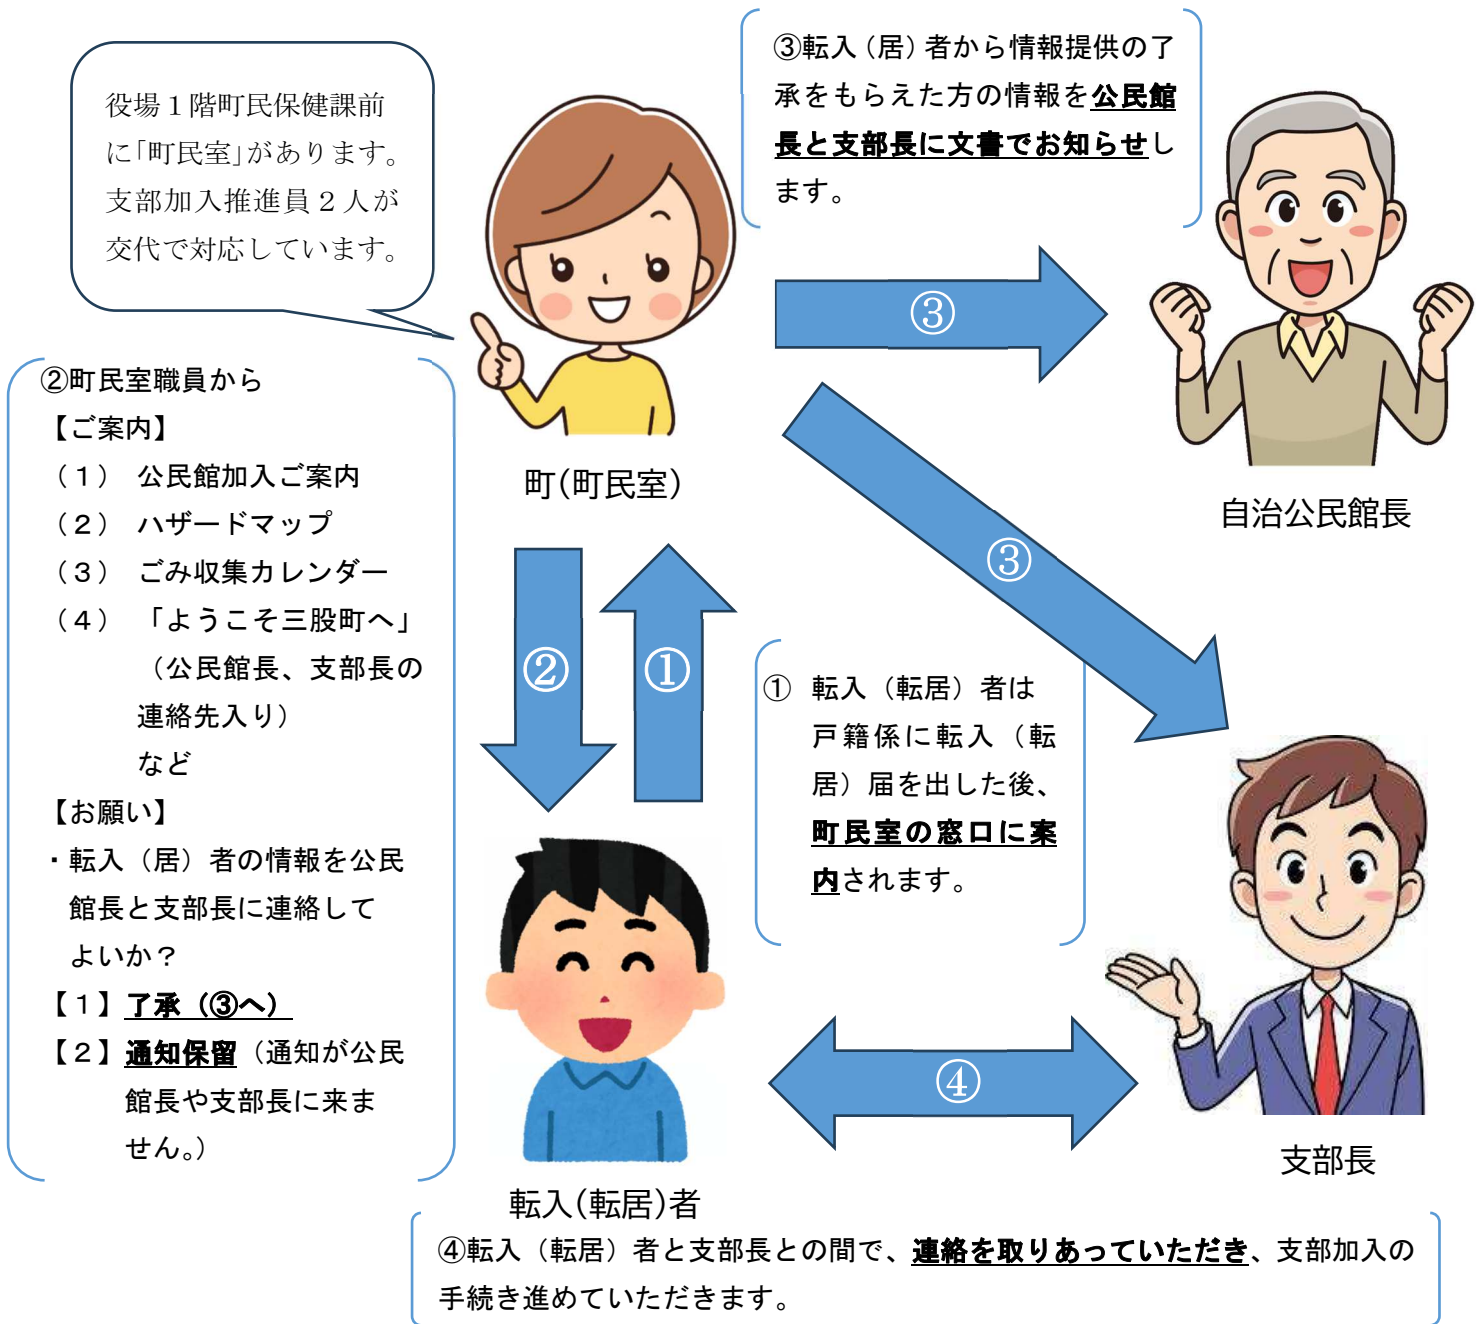 役場１階町民保健課前
に「町民室」があります。
支部加入推進員２人が
交代で対応しています。
③転入（居）者から情報提供の了
承をもらえた方の情報を公民館
長と支部長に文書でお知らせし
ます。
③
②町民室職員から
【ご案内】
（１）　公民館加入ご案内
（２）　ハザードマップ
（３）　ごみ収集カレンダー
（４）　「ようこそ三股町へ」
（公民館長、支部長の
連絡先入り）
など
【お願い】
・転入（居）者の情報を公民
館長と支部長に連絡して
よいか？
【１】了承（③へ）
【２】通知保留（通知が公民
館長や支部長に来ま
せん。）
町(町民室)
自治公民館長
③
②
①
①　転入（転居）者は
戸籍係に転入（転
居）届を出した後、
町民室の窓口に案
内されます。
④
支部長
転入(転居)者
④転入（転居）者と支部長との間で、連絡を取りあっていただき、支部加入の
手続き進めていただきます。